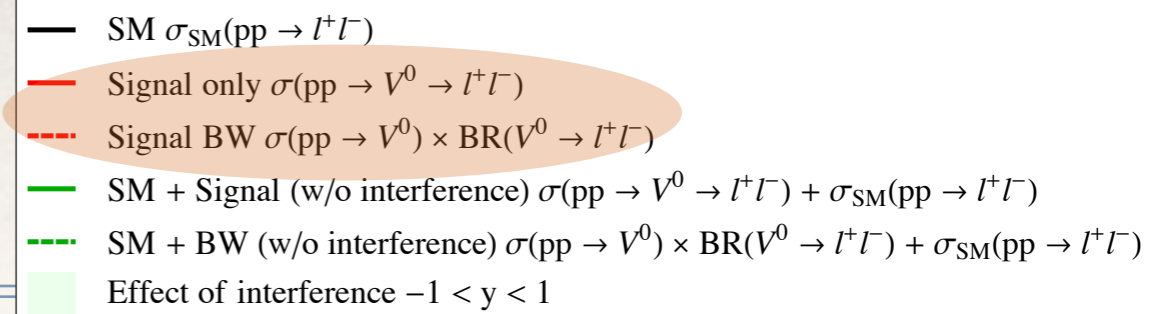 SM σ_SM(pp → l⁺l⁻)
Signal only σ(pp → V⁰ → l⁺l⁻)
Signal BW σ(pp → V⁰) × BR(V⁰ → l⁺l⁻)
SM + Signal (w/o interference) σ(pp → V⁰ → l⁺l⁻) + σ_SM(pp → l⁺l⁻)
SM + BW (w/o interference) σ(pp → V⁰) × BR(V⁰ → l⁺l⁻) + σ_SM(pp → l⁺l⁻)
Effect of interference −1 < y < 1